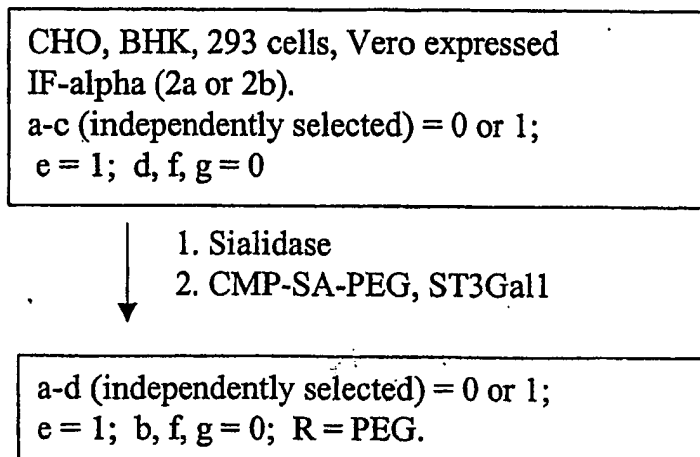 CHO, BHK, 293 cells, Vero expressed
IF-alpha (2a or 2b).
a-c (independently selected) = 0 or 1;
e = 1; d, f, g = 0
1. Sialidase
2. CMP-SA-PEG, ST3Gal1
a-d (independently selected) = 0 or 1;
e = 1; b, f, g = 0; R = PEG.